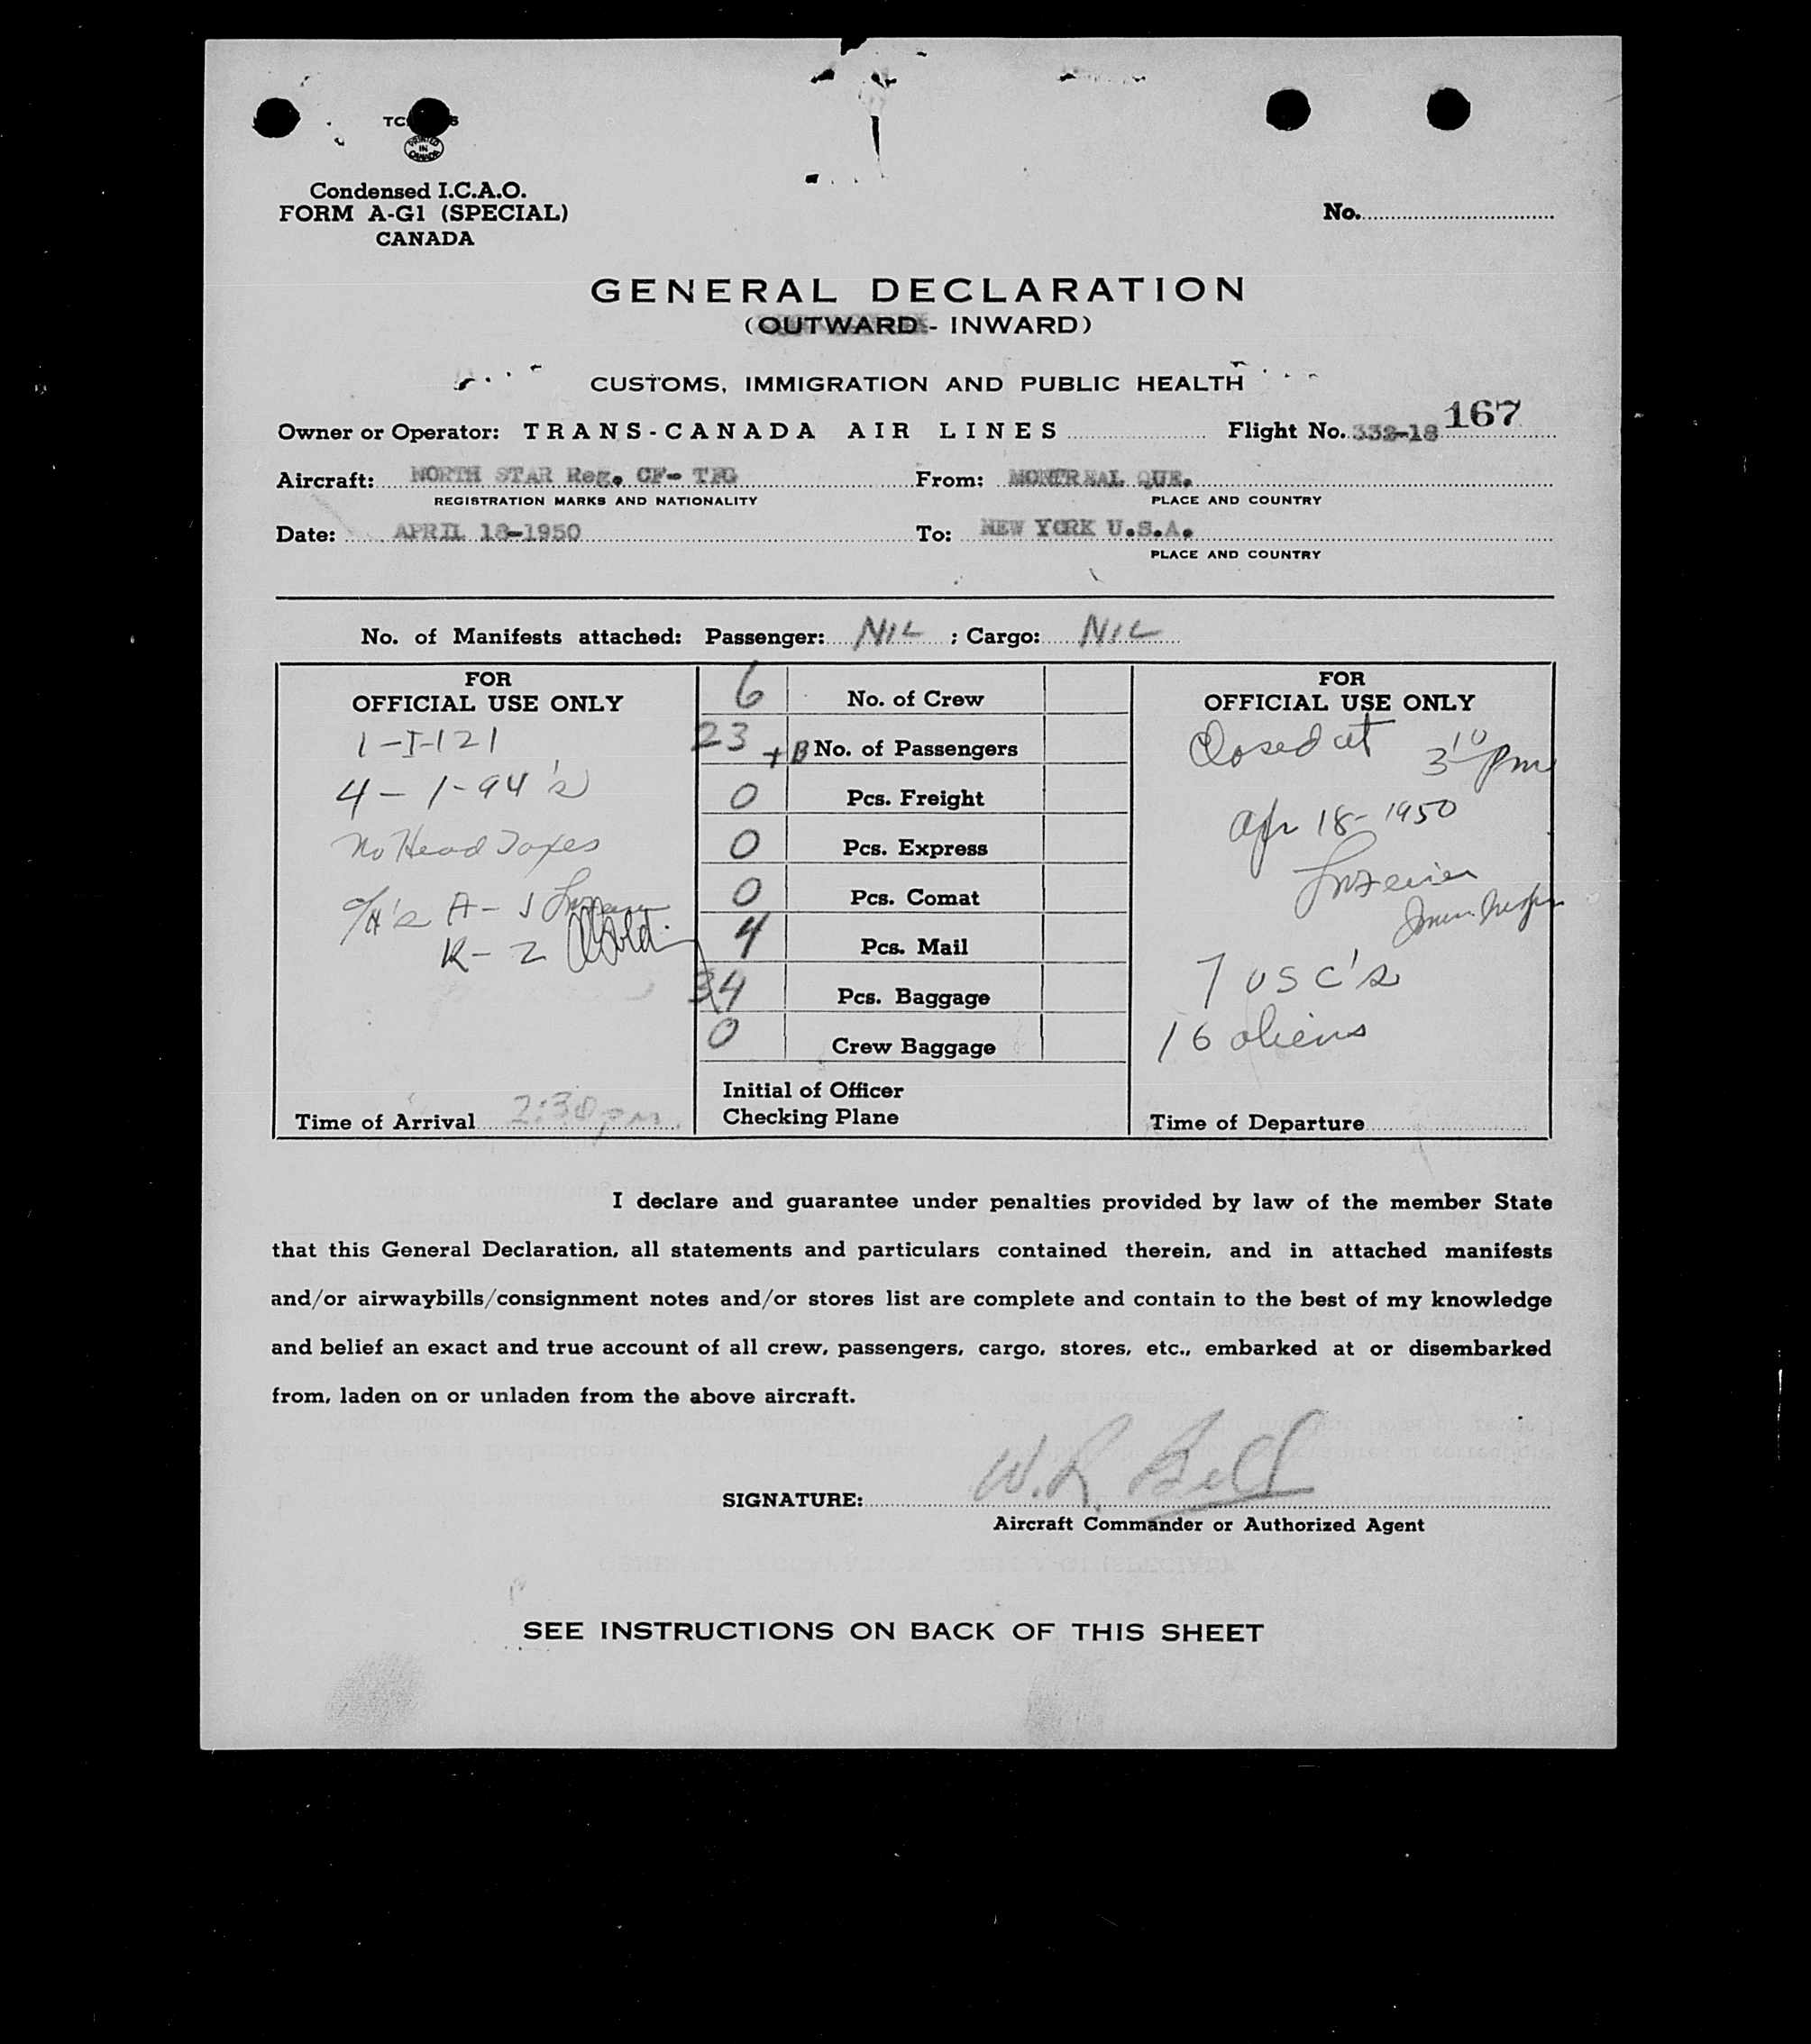 PRINTED IN CANADA
Condensed I.C.A.O.
FORM A-G1 (SPECIAL)
CANADA
No.
GENERAL DECLARATION
(OUTWARD - INWARD)
CUSTOMS, IMMIGRATION AND PUBLIC HEALTH
Owner or Operator: TRANS-CANADA AIR LINES Flight No. 332-18 167
Aircraft: NORTH STAR Reg. CF- TFG From: MONTREAL QUE.
REGISTRATION MARKS AND NATIONALITY PLACE AND COUNTRY
Date: APRIL 18-1950 To: NEW YORK U.S.A.
PLACE AND COUNTRY
No. of Manifests attached: Passenger: NIL ; Cargo: NIL
FOR
OFFICIAL USE ONLY
1-I-121
4-1-94's
No Head Taxes
A-J
K-Z
Time of Arrival 2:30 pm
6 No. of Crew
23 + B No. of Passengers
0 Pcs. Freight
0 Pcs. Express
0 Pcs. Comat
4 Pcs. Mail
34 Pcs. Baggage
0 Crew Baggage
Initial of Officer
Checking Plane
FOR
OFFICIAL USE ONLY
Closed at
3 10 pm
Apr 18-1950
7 USC's
16 aliens
Time of Departure
I declare and guarantee under penalties provided by law of the member State
that this General Declaration, all statements and particulars contained therein, and in attached manifests
and/or airwaybills/consignment notes and/or stores list are complete and contain to the best of my knowledge
and belief an exact and true account of all crew, passengers, cargo, stores, etc., embarked at or disembarked
from, laden on or unladen from the above aircraft.
SIGNATURE: W.R. Bell
Aircraft Commander or Authorized Agent
SEE INSTRUCTIONS ON BACK OF THIS SHEET